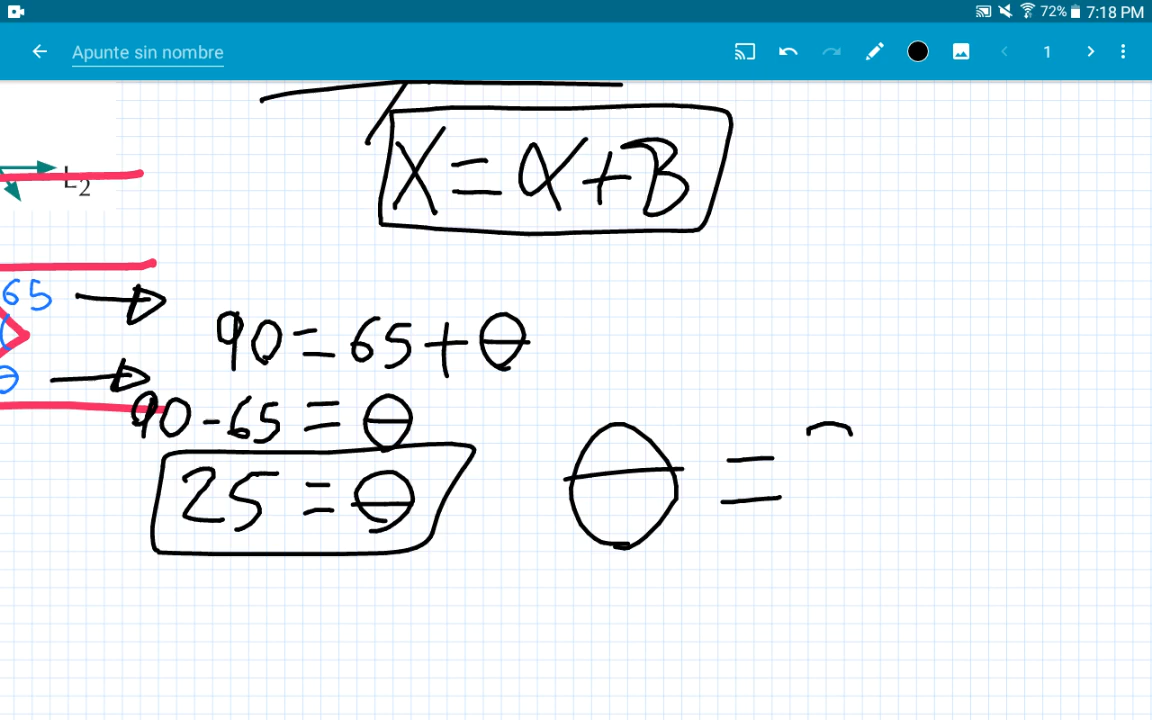 72% 7:18 PM
Apunte sin nombre
1
X = α + B
L2
65
90 = 65 + θ
θ
90 - 65 = θ
25 = θ
θ =